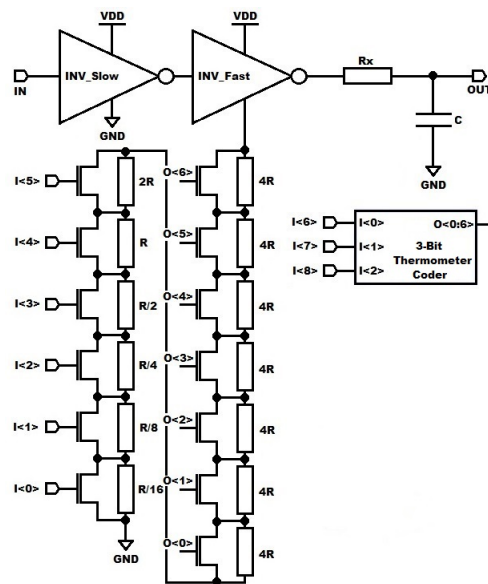 VDD
VDD
INV_Slow
INV_Fast
Rx
IN
OUT
C
GND
GND
I<5>
2R
O<6>
4R
I<4>
R
O<5>
4R
I<3>
R/2
O<4>
4R
I<2>
R/4
O<3>
4R
I<1>
R/8
O<2>
4R
I<0>
R/16
O<1>
4R
GND
O<0>
4R
I<6>
I<0>
O<0:6>
I<7>
I<1>
3-Bit
Thermometer
Coder
I<8>
I<2>